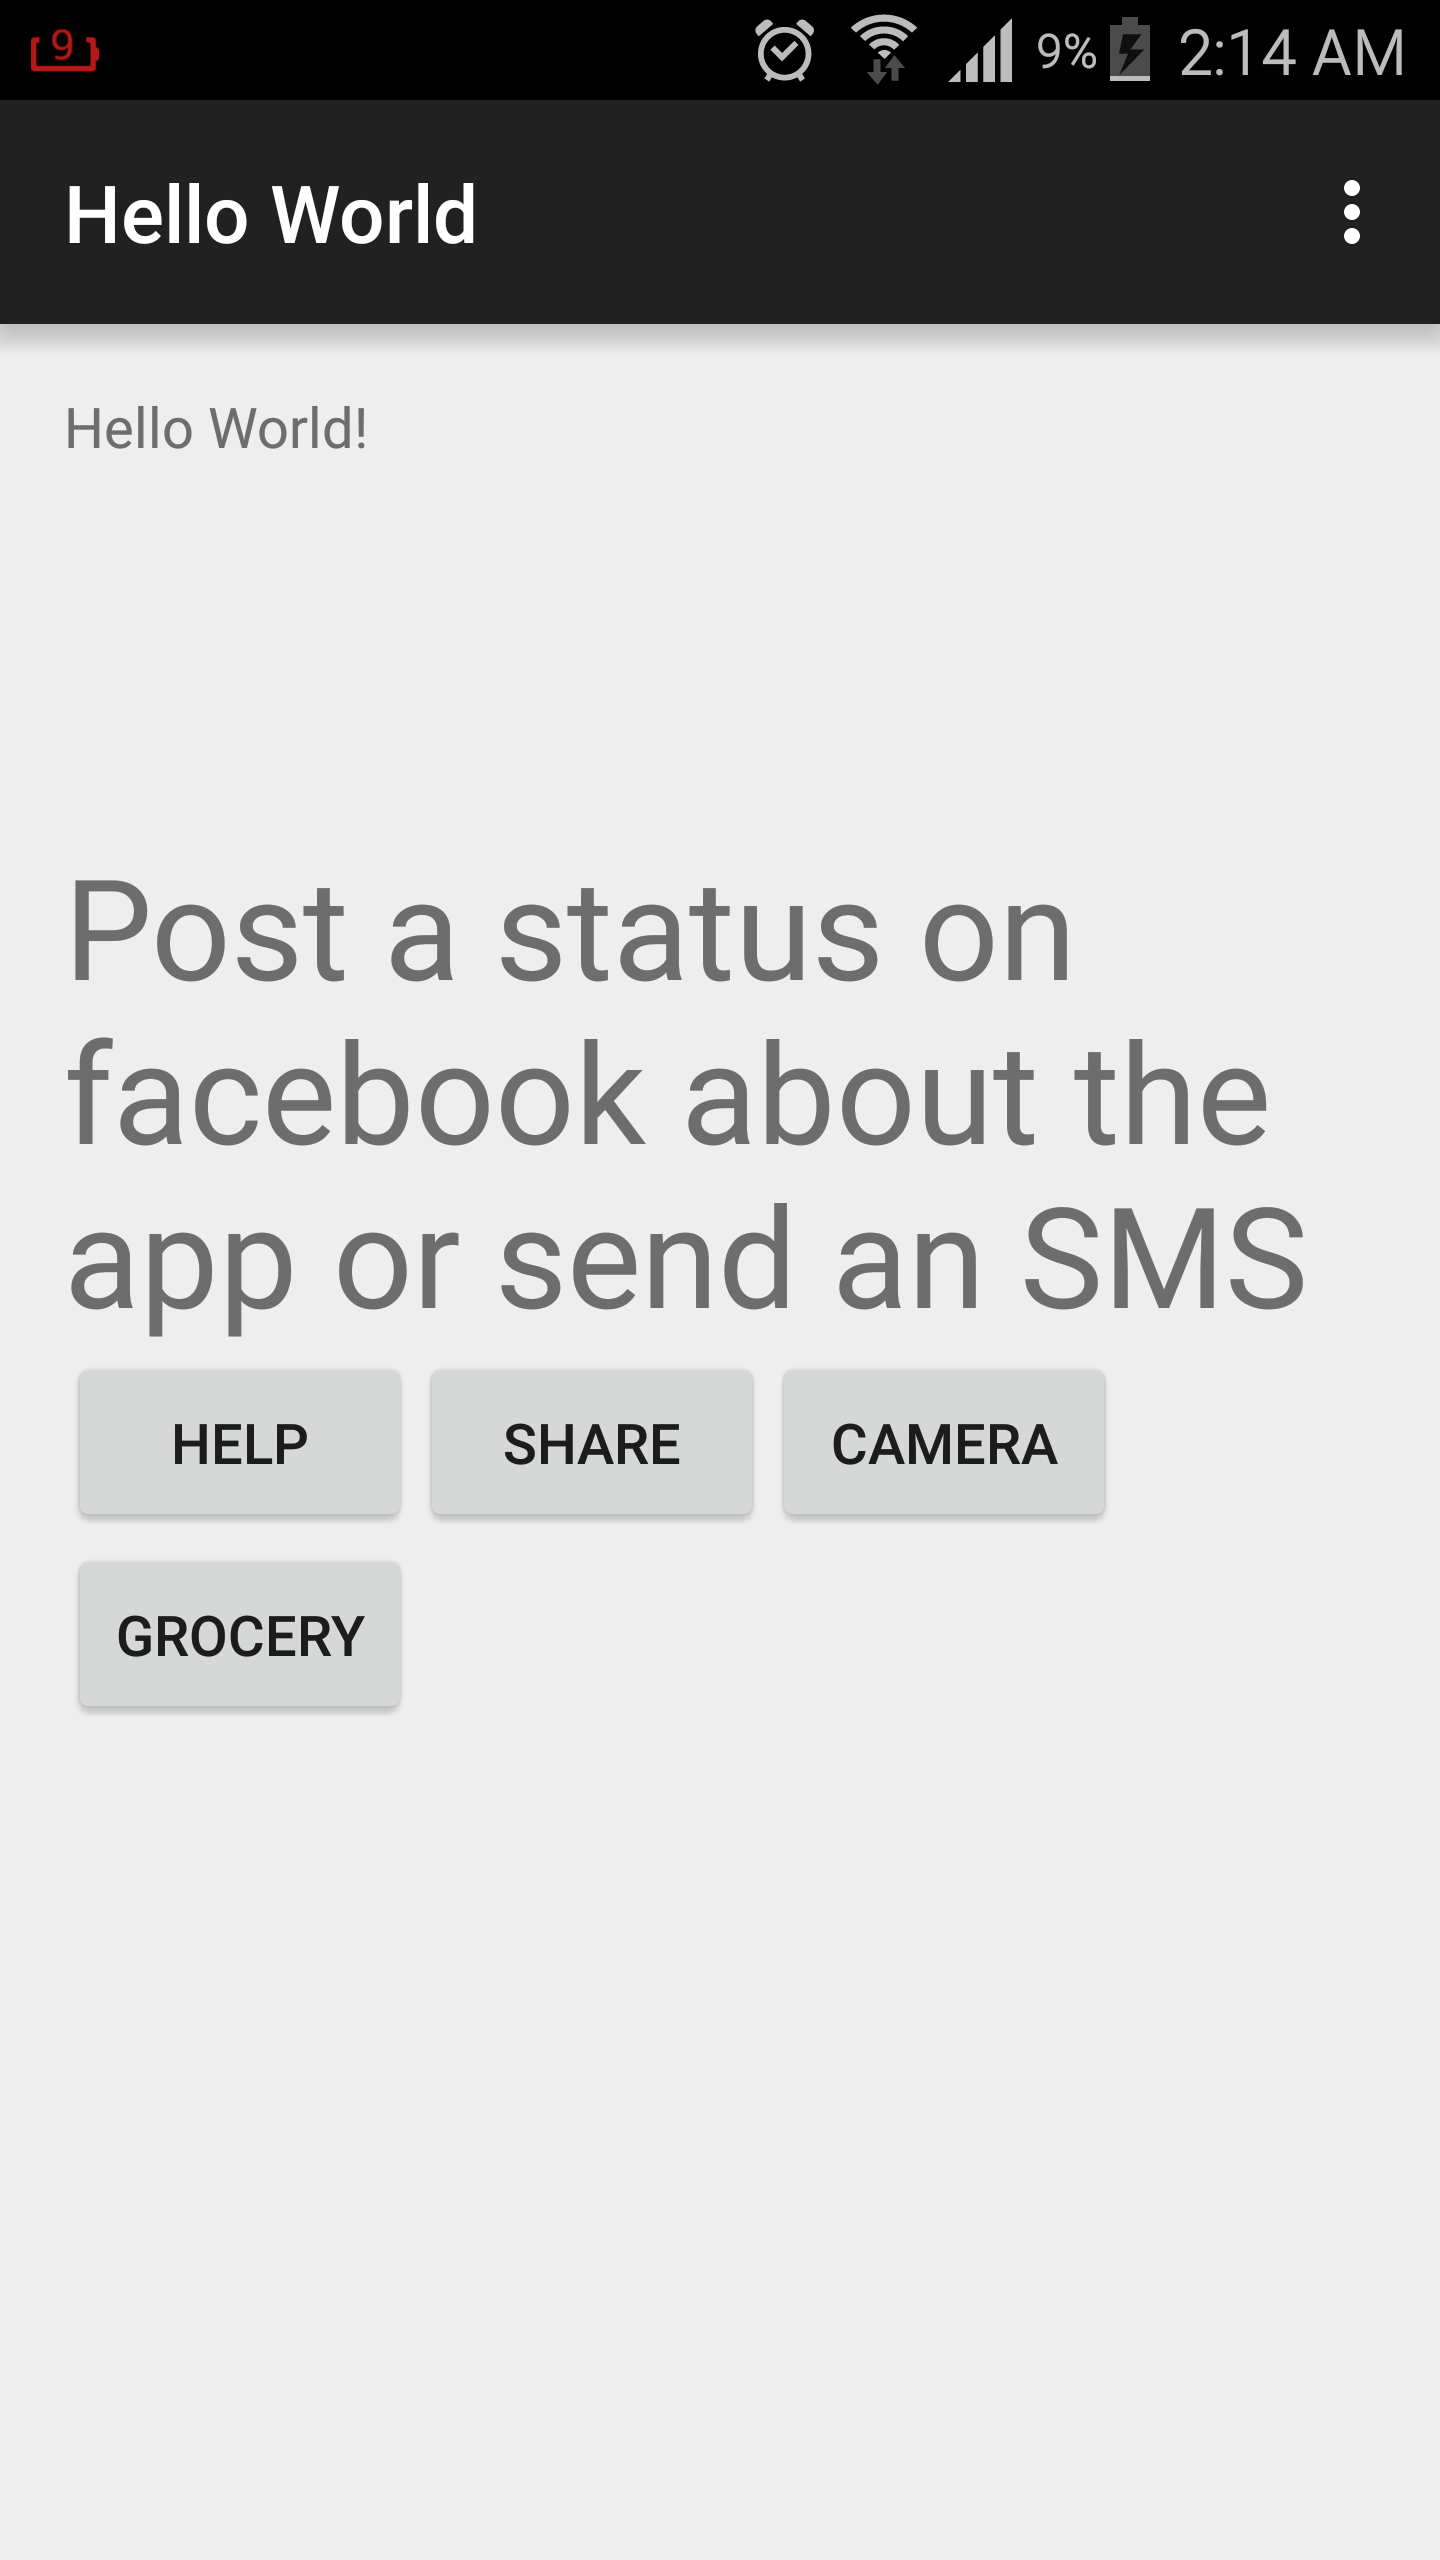 9 9% 2:14 AM
Hello World
Hello World!
Post a status on
facebook about the
app or send an SMS
HELP SHARE CAMERA
GROCERY